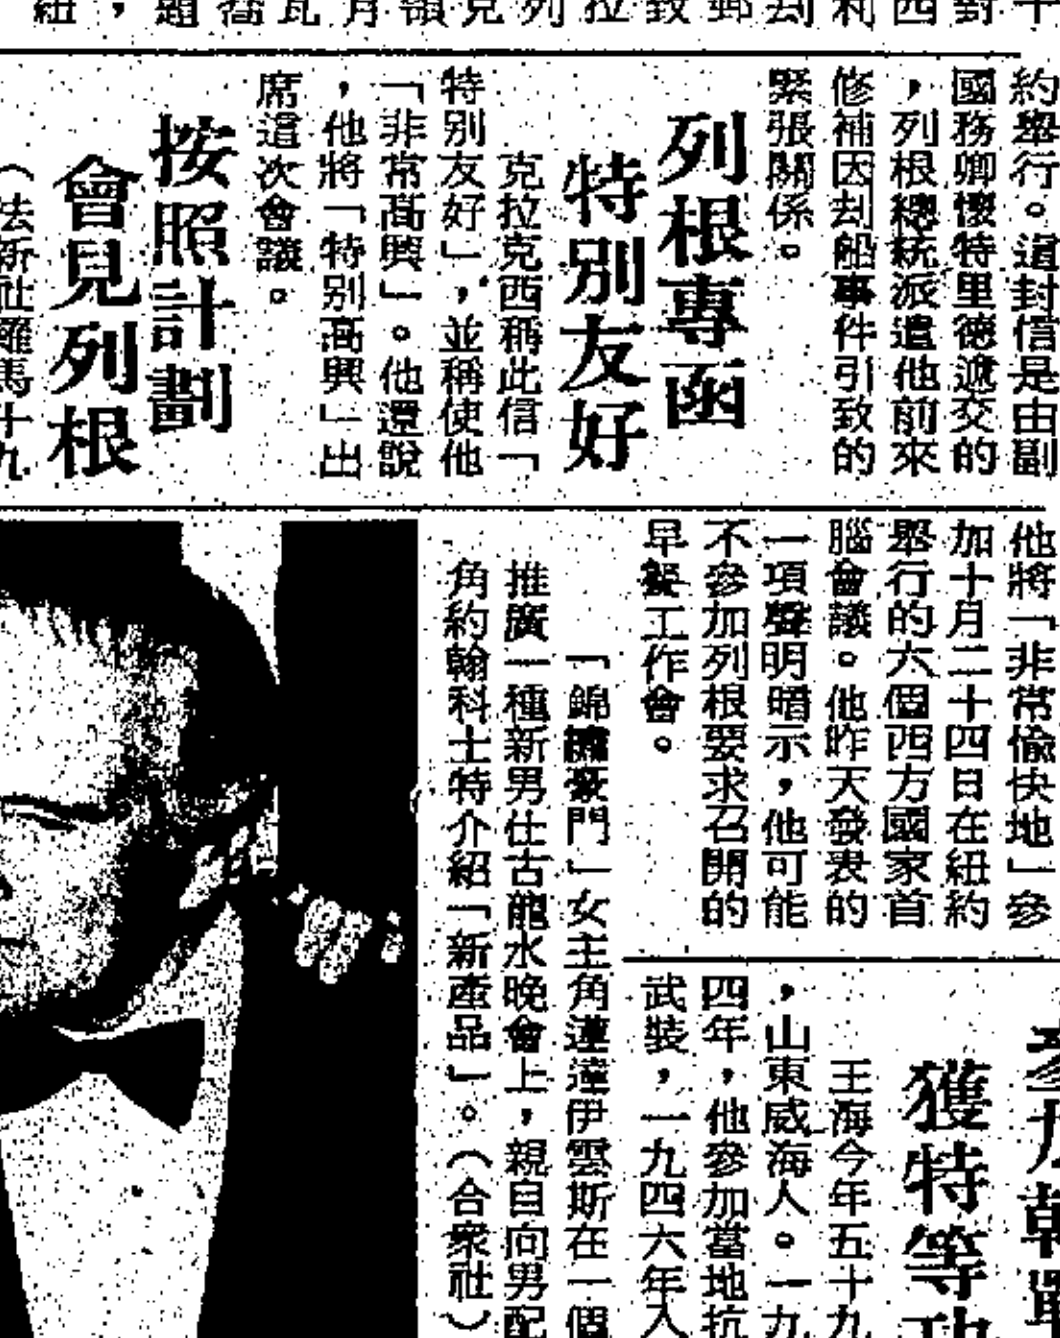 約舉行。這封信是由副
國務卿懷特里德遞交的
，列根總統派遣他前來
修補因刦船事件引致的
緊張關係。
列根專函
特別友好
克拉克西稱此信「
特別友好」，並稱使他
「非常高興」。他還說
，他將「特別高興」出
席這次會議。
按照計劃
會見列根
（法新社羅馬十九
他將「非常愉快地」參
加十月二十四日在紐約
舉行的六個西方國家首
腦會議。他昨天發表的
一項聲明暗示，他可能
不參加列根要求召開的
早餐工作會。
獲特等
王海今年五十九
，山東威海人。一九
四年，他參加當地抗
武裝，一九四六年入
「錦繡豪門」女主角蓮達伊雲斯在一個
推廣一種新男仕古龍水晚會上，親自向男配
角約翰科士特介紹「新產品」。（合衆社）